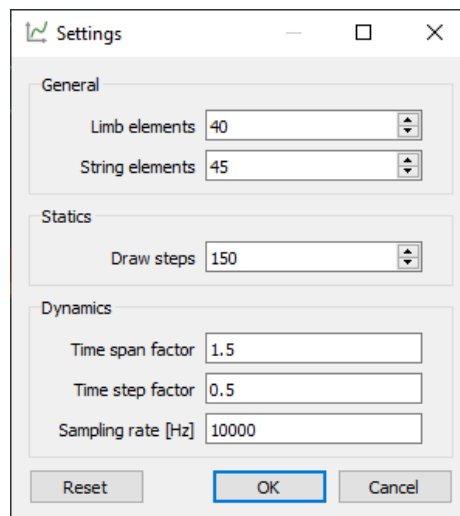 Settings
General
Limb elements 40
String elements 45
Statics
Draw steps 150
Dynamics
Time span factor 1.5
Time step factor 0.5
Sampling rate [Hz] 10000
Reset OK Cancel